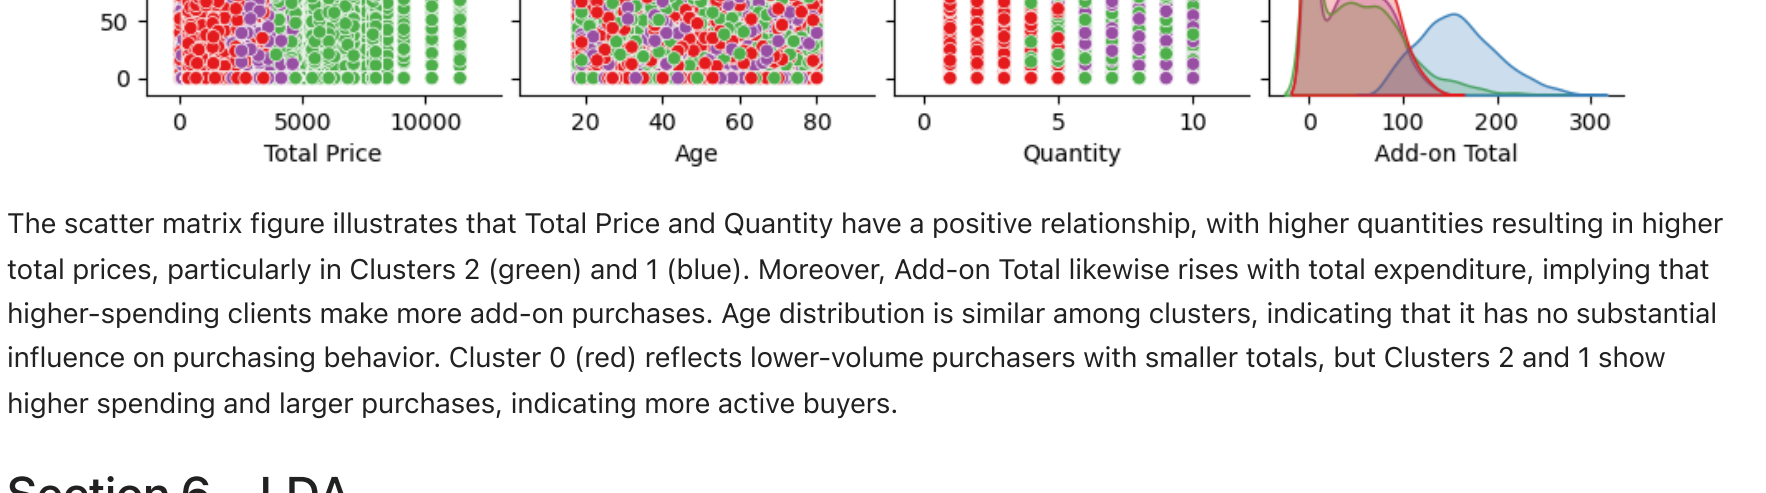 50
0
0 5000 10000
Total Price
20 40 60 80
Age
0 5 10
Quantity
0 100 200 300
Add-on Total
The scatter matrix figure illustrates that Total Price and Quantity have a positive relationship, with higher quantities resulting in higher
total prices, particularly in Clusters 2 (green) and 1 (blue). Moreover, Add-on Total likewise rises with total expenditure, implying that
higher-spending clients make more add-on purchases. Age distribution is similar among clusters, indicating that it has no substantial
influence on purchasing behavior. Cluster 0 (red) reflects lower-volume purchasers with smaller totals, but Clusters 2 and 1 show
higher spending and larger purchases, indicating more active buyers.
Section 6 LDA